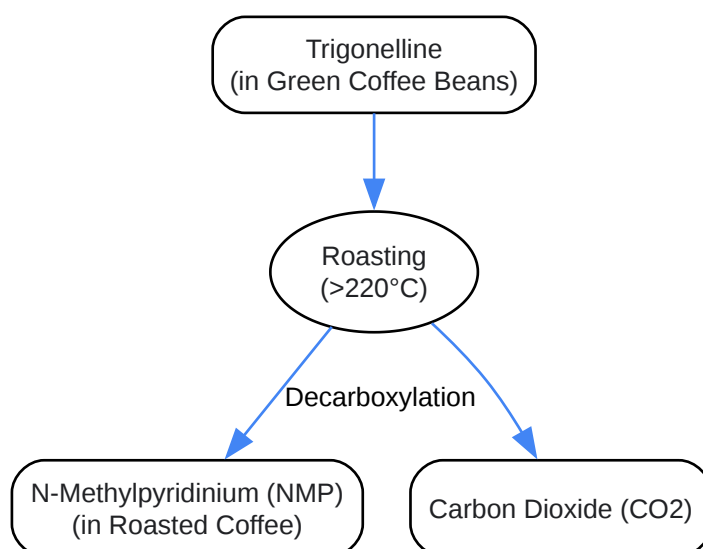 Trigonelline
(in Green Coffee Beans)
Roasting
(>220°C)
Decarboxylation
N-Methylpyridinium (NMP)
(in Roasted Coffee)
Carbon Dioxide (CO2)